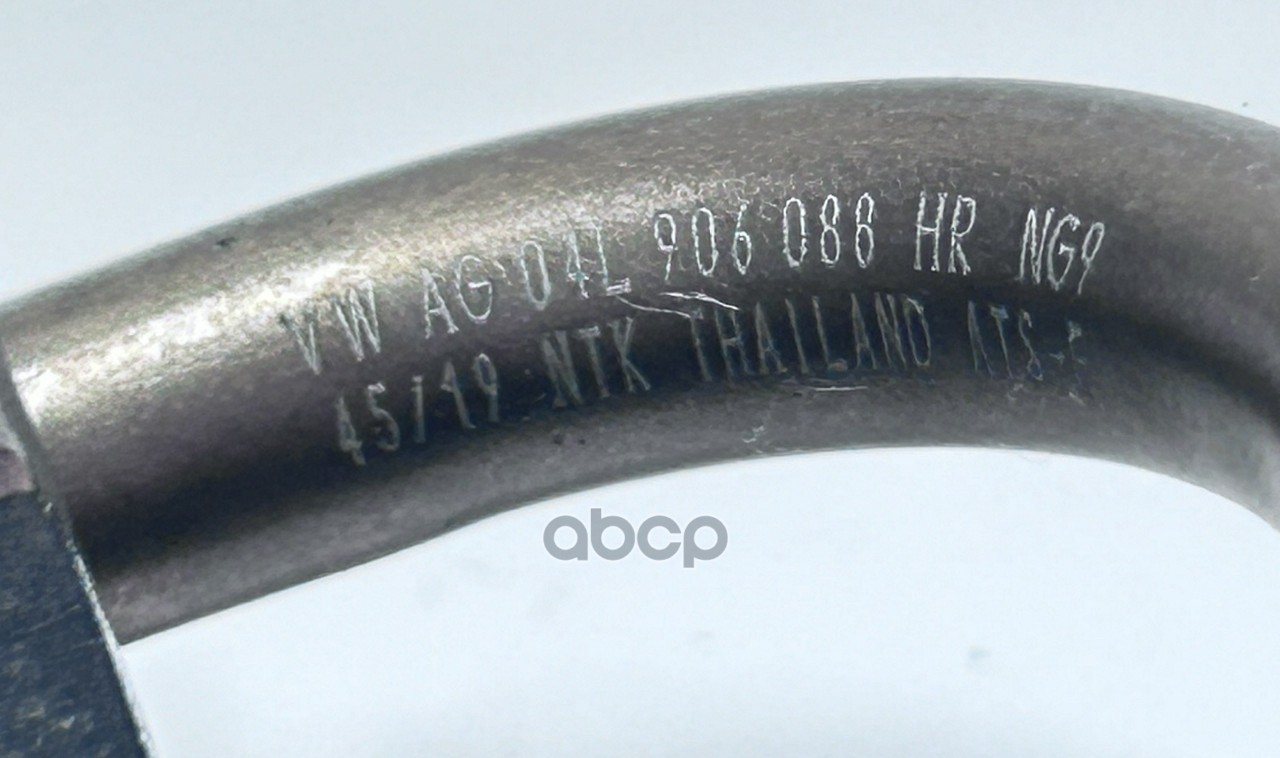 VW AG 04L 906 088 HR NG9
45/19 NTK THAILAND ATS-E
abcp